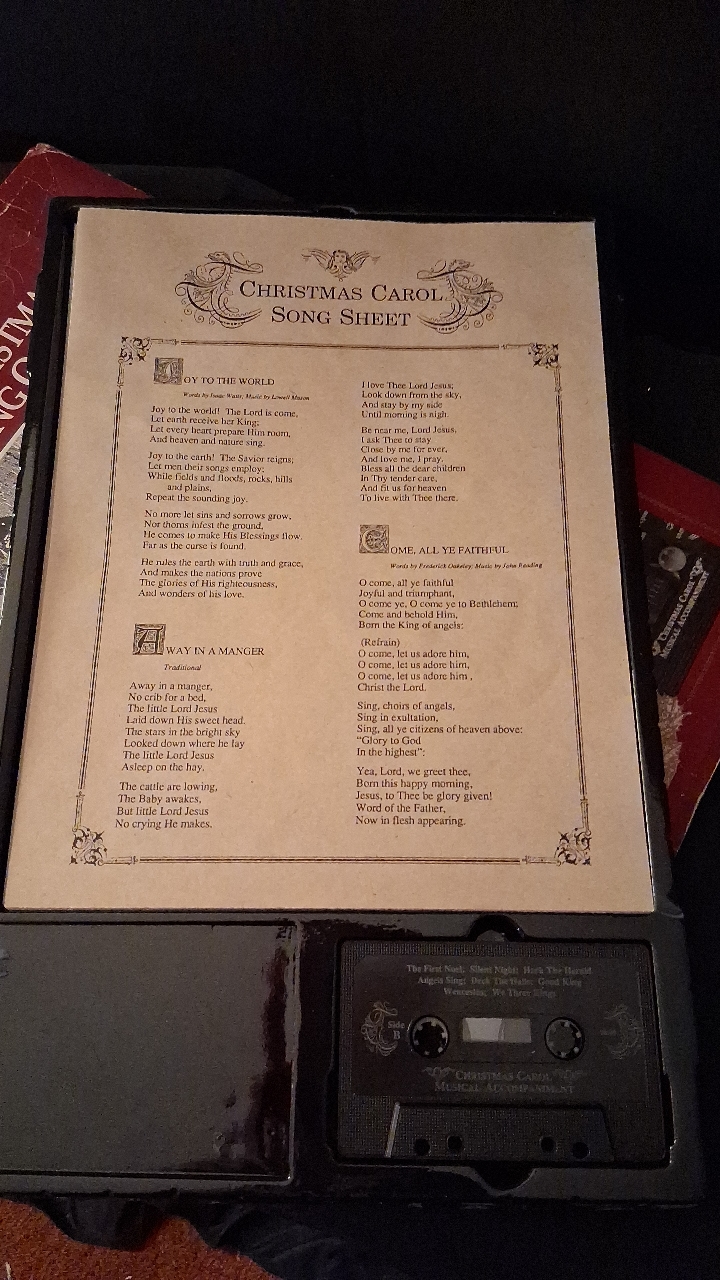 CHRISTMAS CAROL
SONG SHEET
JOY TO THE WORLD
Words by Isaac Watts; Music by Lowell Mason
Joy to the world! The Lord is come,
Let earth receive her King;
Let every heart prepare Him room,
And heaven and nature sing.
Joy to the earth! The Savior reigns;
Let men their songs employ;
While fields and floods, rocks, hills
and plains,
Repeat the sounding joy.
No more let sins and sorrows grow,
Nor thorns infest the ground,
He comes to make His Blessings flow,
Far as the curse is found.
He rules the earth with truth and grace,
And makes the nations prove
The glories of His righteousness,
And wonders of his love.
AWAY IN A MANGER
Traditional
Away in a manger,
No crib for a bed,
The little Lord Jesus
Laid down His sweet head.
The stars in the bright sky
Looked down where he lay
The little Lord Jesus
Asleep on the hay.
The cattle are lowing,
The Baby awakes,
But little Lord Jesus
No crying He makes.
I love Thee Lord Jesus;
Look down from the sky,
And stay by my side
Until morning is nigh.
Be near me, Lord Jesus,
I ask Thee to stay
Close by me for ever,
And love me, I pray.
Bless all the dear children
In Thy tender care,
And fit us for heaven
To live with Thee there.
COME, ALL YE FAITHFUL
Words by Frederick Oakeley; Music by John Reading
O come, all ye faithful
Joyful and triumphant,
O come ye, O come ye to Bethlehem;
Come and behold Him,
Born the King of angels:
(Refrain)
O come, let us adore him,
O come, let us adore him,
O come, let us adore him ,
Christ the Lord.
Sing, choirs of angels,
Sing in exultation,
Sing, all ye citizens of heaven above:
"Glory to God
In the highest":
Yea, Lord, we greet thee,
Born this happy morning,
Jesus, to Thee be glory given!
Word of the Father,
Now in flesh appearing.
CHRISTMAS CAROL
MUSICAL ACCOMPANIMENT
The First Noel; Silent Night; Hark The Herald
Angels Sing; Deck The Halls; Good King
Wenceslas; We Three Kings
Side
B
CHRISTMAS CAROL
MUSICAL ACCOMPANIMENT